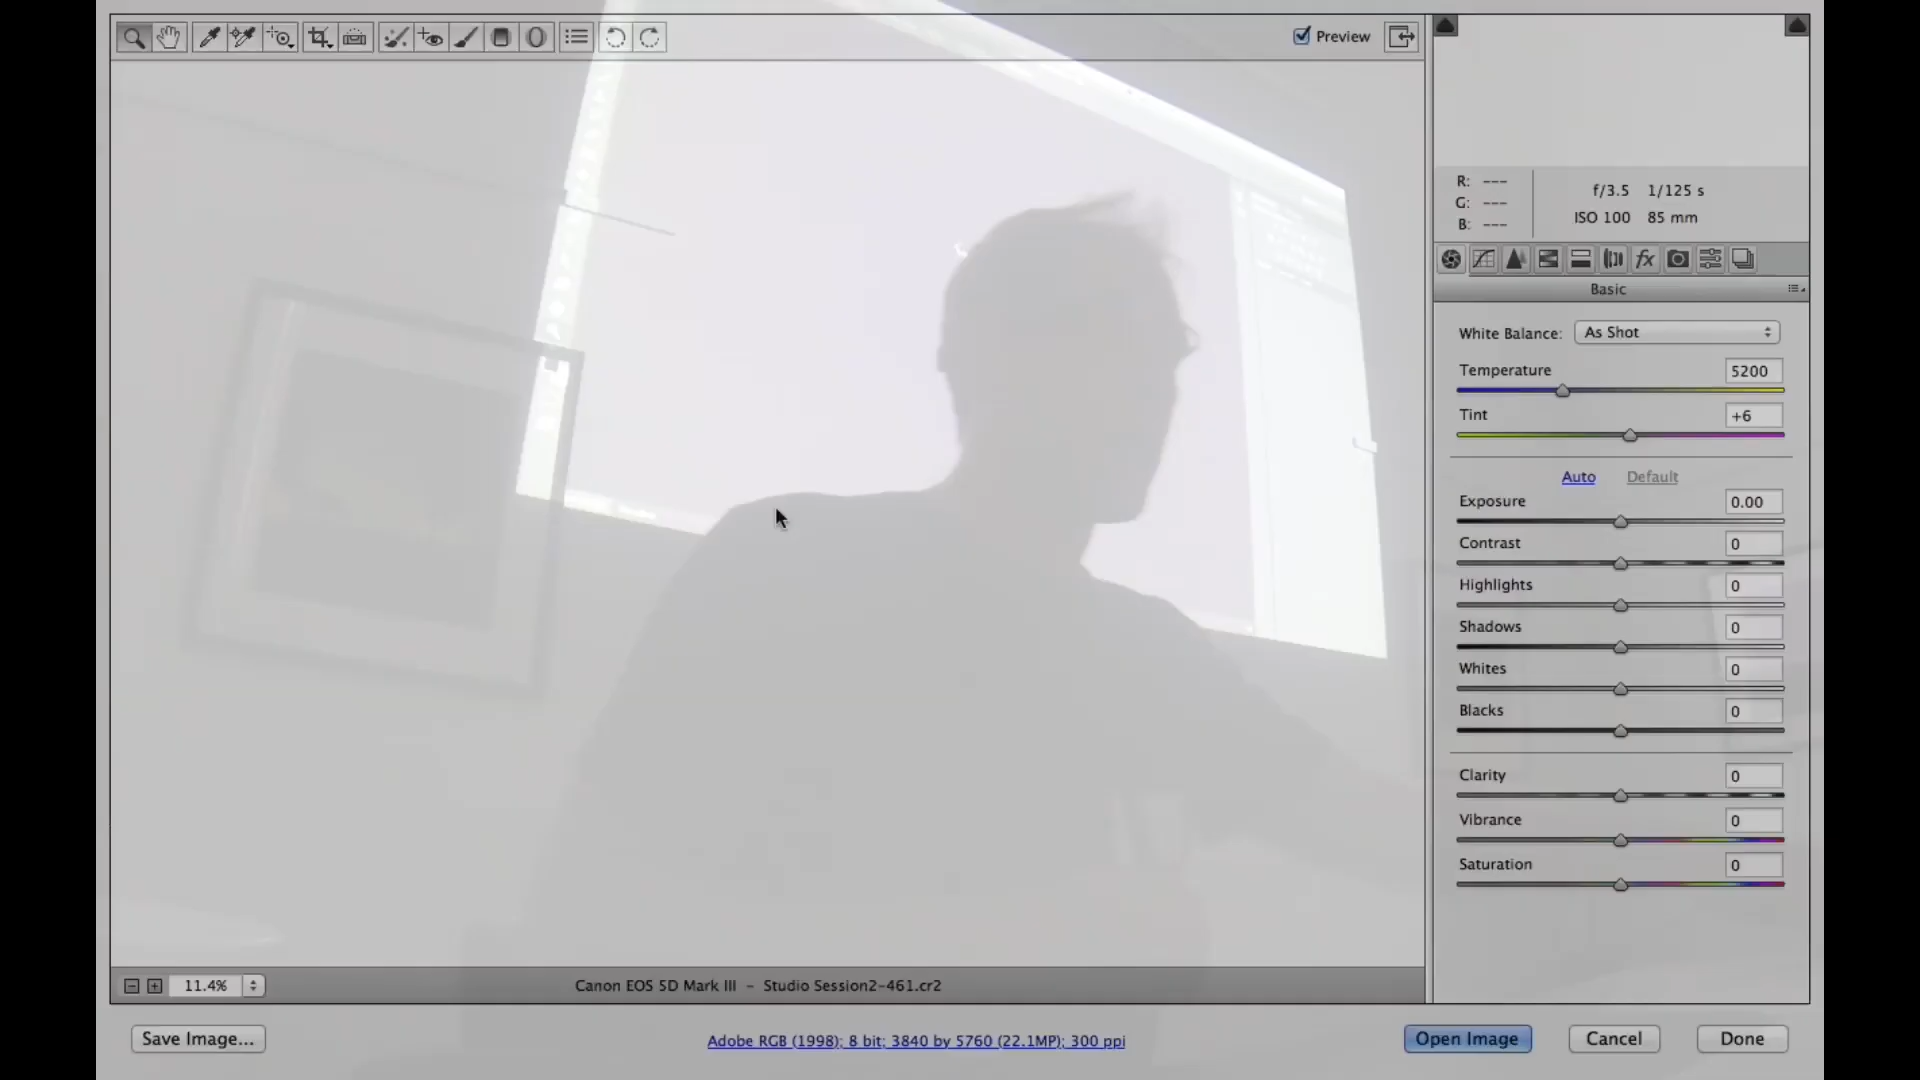 Preview
R: ---
G: ---
B: ---
f/3.5 1/125 s
ISO 100 85 mm
fx
Basic
White Balance: As Shot
Temperature 5200
Tint +6
Auto Default
Exposure 0.00
Contrast 0
Highlights 0
Shadows 0
Whites 0
Blacks 0
Clarity 0
Vibrance 0
Saturation 0
11.4%
Canon EOS 5D Mark III – Studio Session2-461.cr2
Save Image...
Adobe RGB (1998); 8 bit; 3840 by 5760 (22.1MP); 300 ppi
Open Image
Cancel
Done